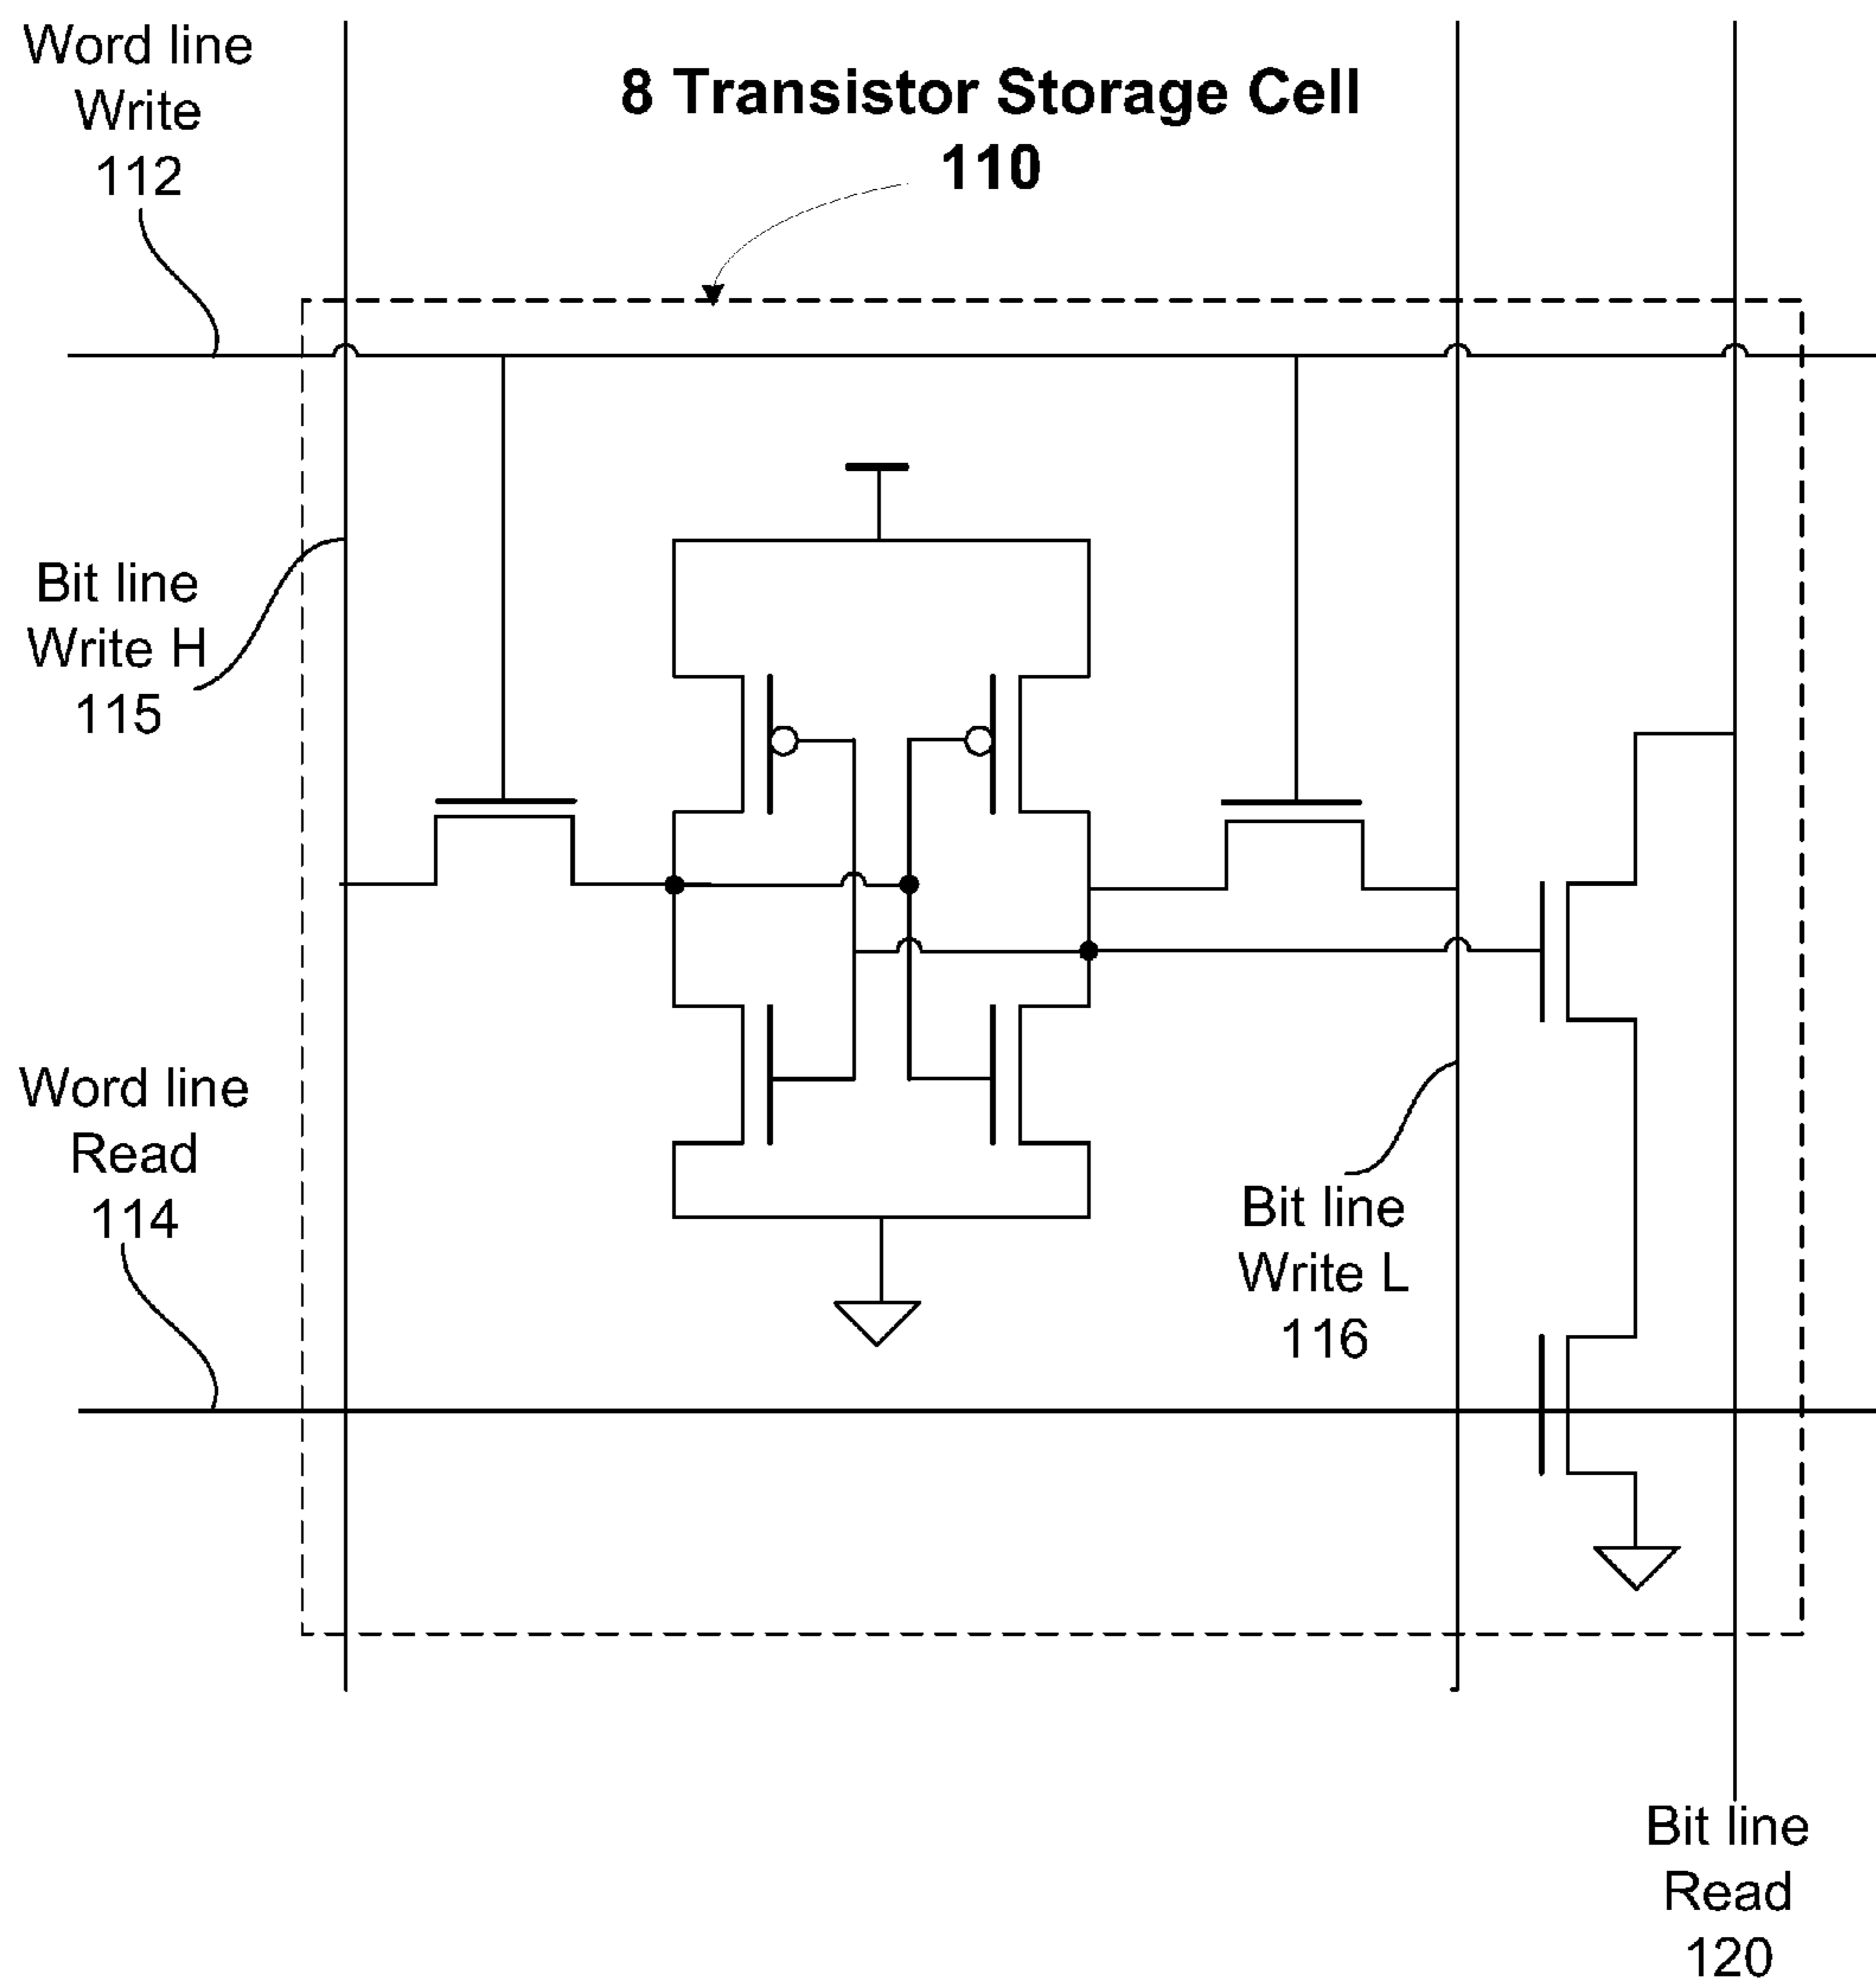 Word line
Write
112
8 Transistor Storage Cell
110
Bit line
Write H
115
Word line
Read
114
Bit line
Write L
116
Bit line
Read
120